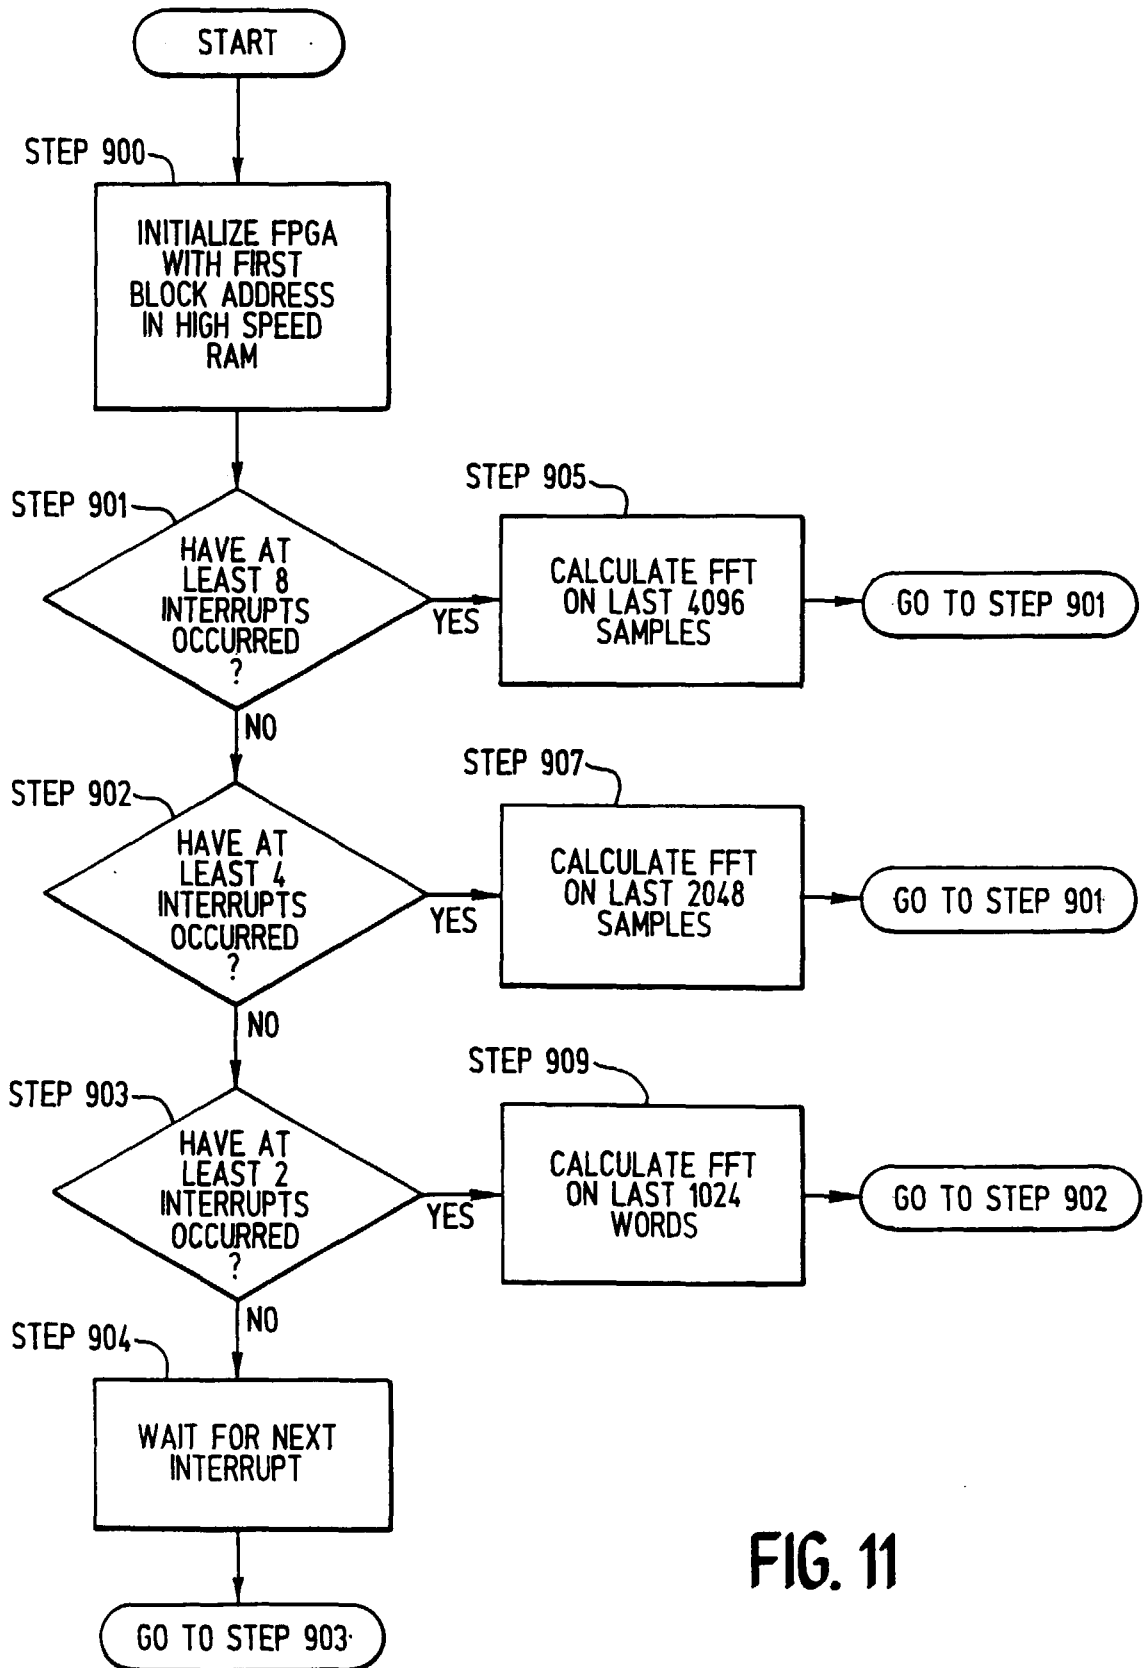 START
STEP 900
INITIALIZE FPGA
WITH FIRST
BLOCK ADDRESS
IN HIGH SPEED
RAM
STEP 901
HAVE AT
LEAST 8
INTERRUPTS
OCCURRED
?
YES
NO
STEP 905
CALCULATE FFT
ON LAST 4096
SAMPLES
GO TO STEP 901
STEP 902
HAVE AT
LEAST 4
INTERRUPTS
OCCURRED
?
YES
NO
STEP 907
CALCULATE FFT
ON LAST 2048
SAMPLES
GO TO STEP 901
STEP 903
HAVE AT
LEAST 2
INTERRUPTS
OCCURRED
?
YES
NO
STEP 909
CALCULATE FFT
ON LAST 1024
WORDS
GO TO STEP 902
STEP 904
WAIT FOR NEXT
INTERRUPT
GO TO STEP 903
FIG. 11